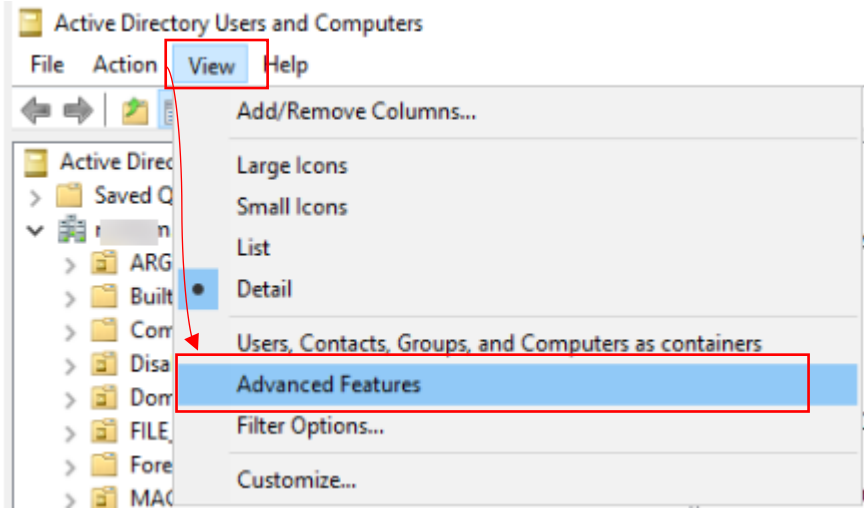 Active Directory Users and Computers
File Action View Help
Add/Remove Columns...
Active Direc
Large Icons
Saved Q
Small Icons
List
ARG
Detail
Built
Com
Users, Contacts, Groups, and Computers as containers
Disa
Advanced Features
Dom
Filter Options...
FILE_
Fore
Customize...
MAC